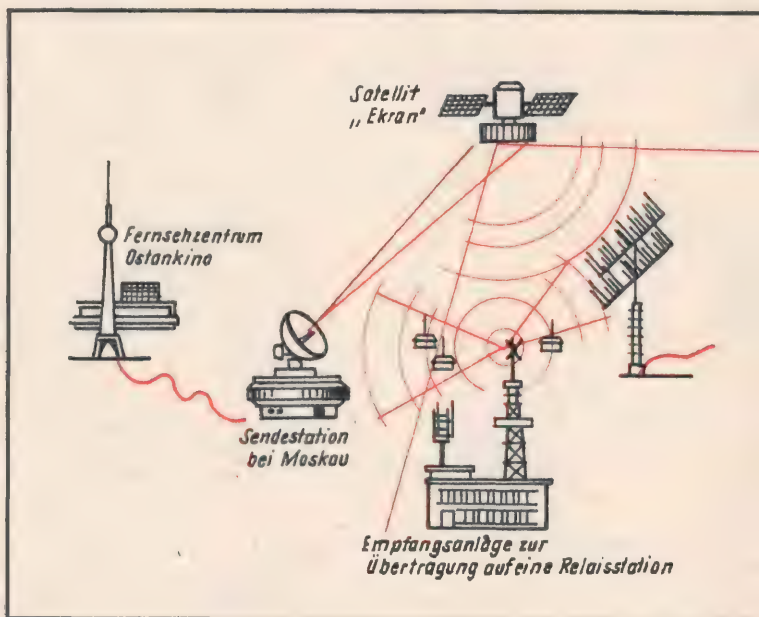 Satellit
„Ekran"
Fernsehzentrum
Ostankino
Sendestation
bei Moskau
Empfangsanlage zur
Übertragung auf eine Relaisstation